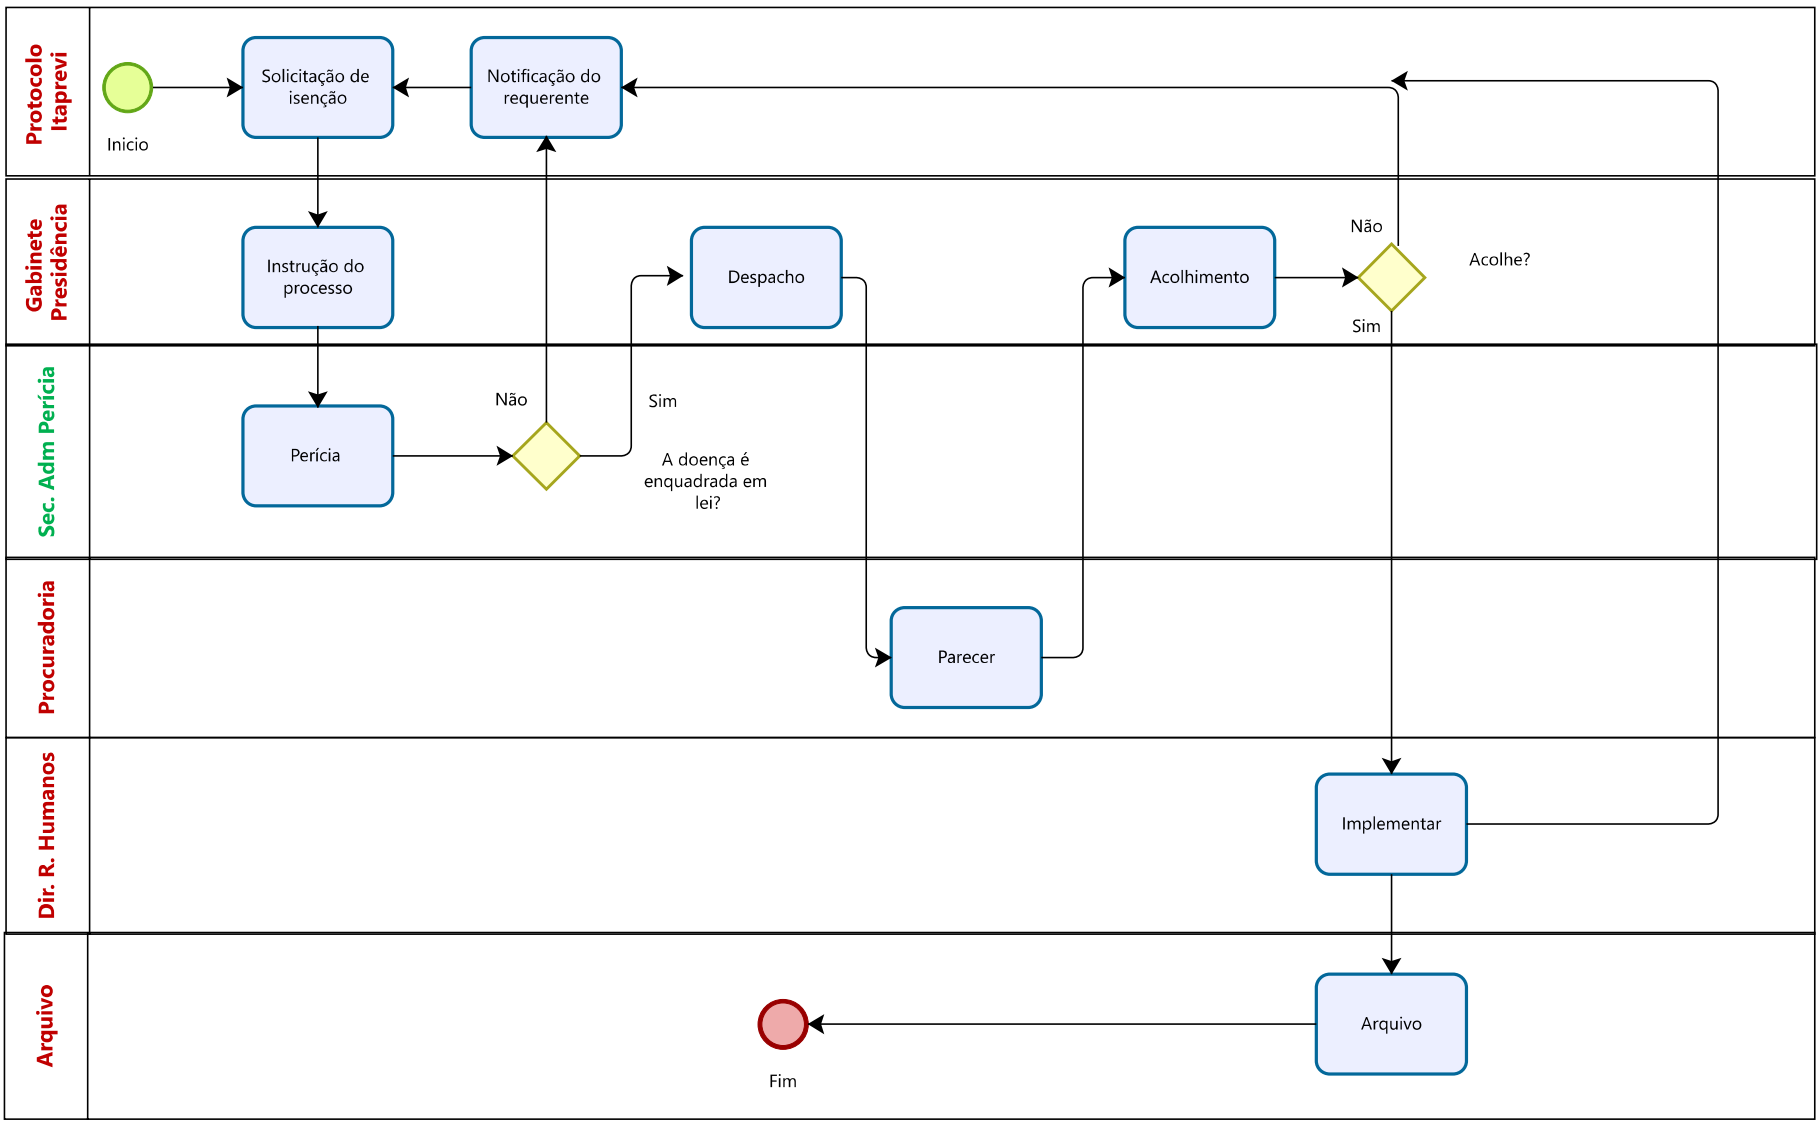 Protocolo
Itaprevi
Inicio
Solicitação de
isenção
Notificação do
requerente
Gabinete
Presidência
Instrução do
processo
Despacho
Acolhimento
Não
Acolhe?
Sim
Sec. Adm Perícia
Perícia
Não
Sim
A doença é
enquadrada em
lei?
Procuradoria
Parecer
Dir. R. Humanos
Implementar
Arquivo
Fim
Arquivo